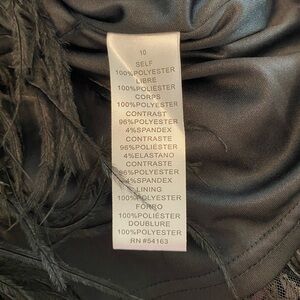 10
SELF
100%POLYESTER
LIBRE
100%POLYESTER
CORPS
100%POLYESTER
CONTRAST
96%POLYESTER
4%SPANDEX
CONTRASTE
96%POLIÉSTER
4%ELASTANO
CONTRASTE
96%POLYESTER
4%SPANDEX
LINING
100%POLYESTER
FORRO
100%POLIÉSTER
DOUBLURE
100%POLYESTER
RN #54163